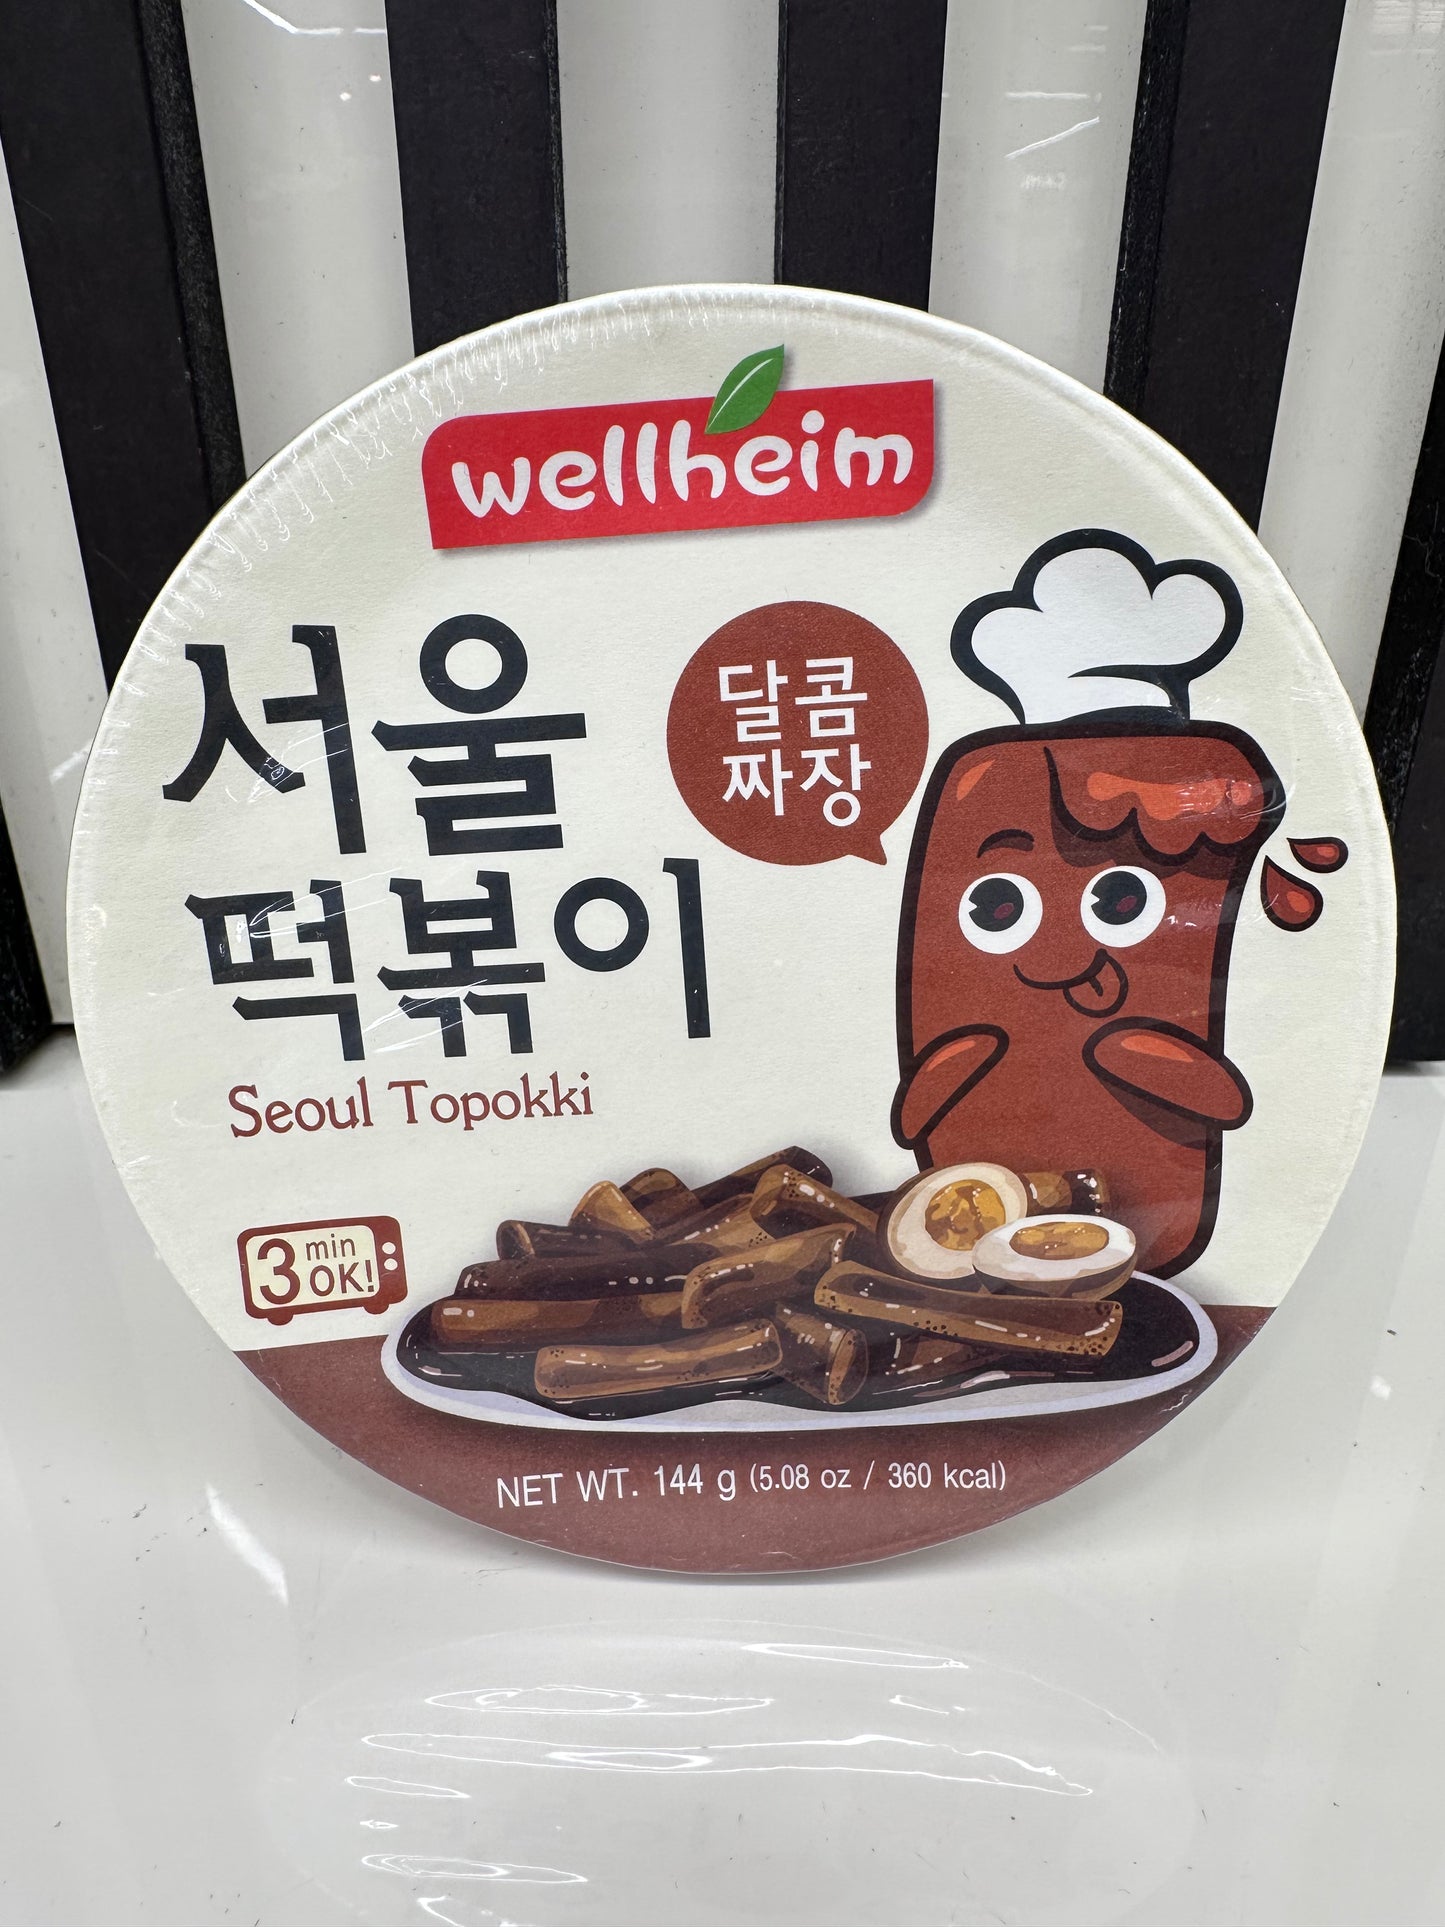 wellheim
서울
떡볶이
Seoul Topokki
달콤
짜장
3 min
OK!
NET WT. 144 g (5.08 oz / 360 kcal)